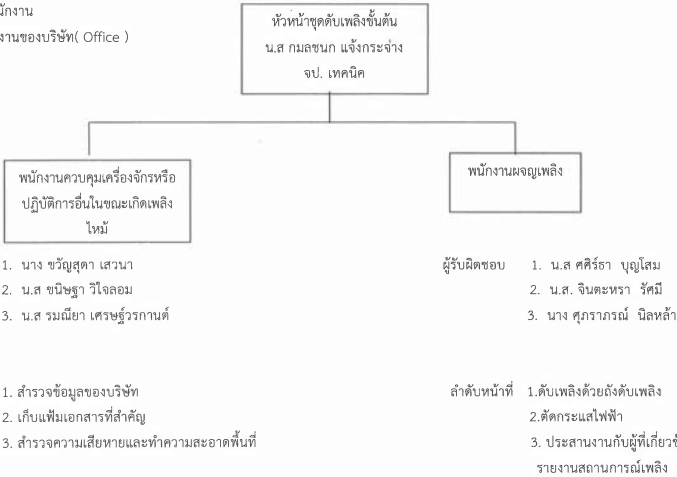 นักงาน
งานของบริษัท( Office )
หัวหน้าชุดดับเพลิงขั้นต้น
น.ส กมลชนก แจ้งกระจ่าง
จป. เทคนิค
พนักงานควบคุมเครื่องจักรหรือ
ปฏิบัติการอื่นในขณะเกิดเพลิง
ไหม้
พนักงานผจญเพลิง
1. นาง ขวัญสุดา เสวนา
2. น.ส ขนิษฐา วิใจลอม
3. น.ส รมณียา เศรษฐ์วรกานต์
ผู้รับผิดชอบ 1. น.ส ศศิร์ธา บุญโสม
2. น.ส. จินตะหรา รัศมี
3. นาง ศุภราภรณ์ นิลหล้า
1. สำรวจข้อมูลของบริษัท
2. เก็บแฟ้มเอกสารที่สำคัญ
3. สำรวจความเสียหายและทำความสะอาดพื้นที่
ลำดับหน้าที่ 1.ดับเพลิงด้วยถังดับเพลิง
2.ตัดกระแสไฟฟ้า
3. ประสานงานกับผู้ที่เกี่ยวข้
รายงานสถานการณ์เพลิง